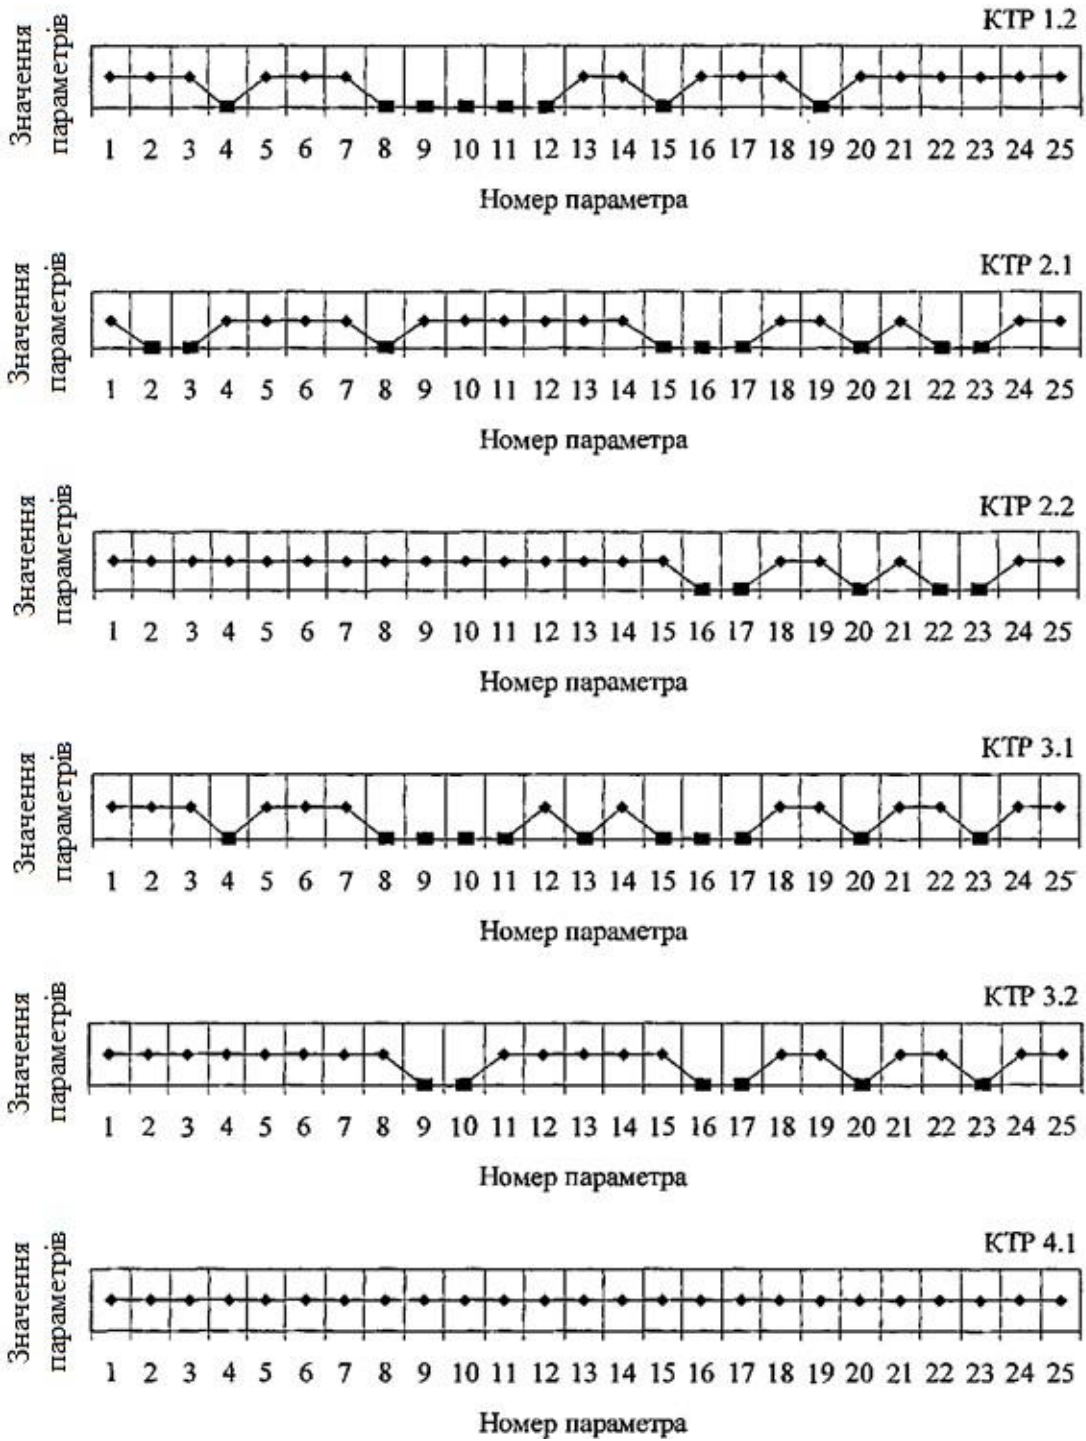 КТР 1.2
Значення
параметрів
1 2 3 4 5 6 7 8 9 10 11 12 13 14 15 16 17 18 19 20 21 22 23 24 25
Номер параметра
КТР 2.1
Значення
параметрів
1 2 3 4 5 6 7 8 9 10 11 12 13 14 15 16 17 18 19 20 21 22 23 24 25
Номер параметра
КТР 2.2
Значення
параметрів
1 2 3 4 5 6 7 8 9 10 11 12 13 14 15 16 17 18 19 20 21 22 23 24 25
Номер параметра
КТР 3.1
Значення
параметрів
1 2 3 4 5 6 7 8 9 10 11 12 13 14 15 16 17 18 19 20 21 22 23 24 25
Номер параметра
КТР 3.2
Значення
параметрів
1 2 3 4 5 6 7 8 9 10 11 12 13 14 15 16 17 18 19 20 21 22 23 24 25
Номер параметра
КТР 4.1
Значення
параметрів
1 2 3 4 5 6 7 8 9 10 11 12 13 14 15 16 17 18 19 20 21 22 23 24 25
Номер параметра